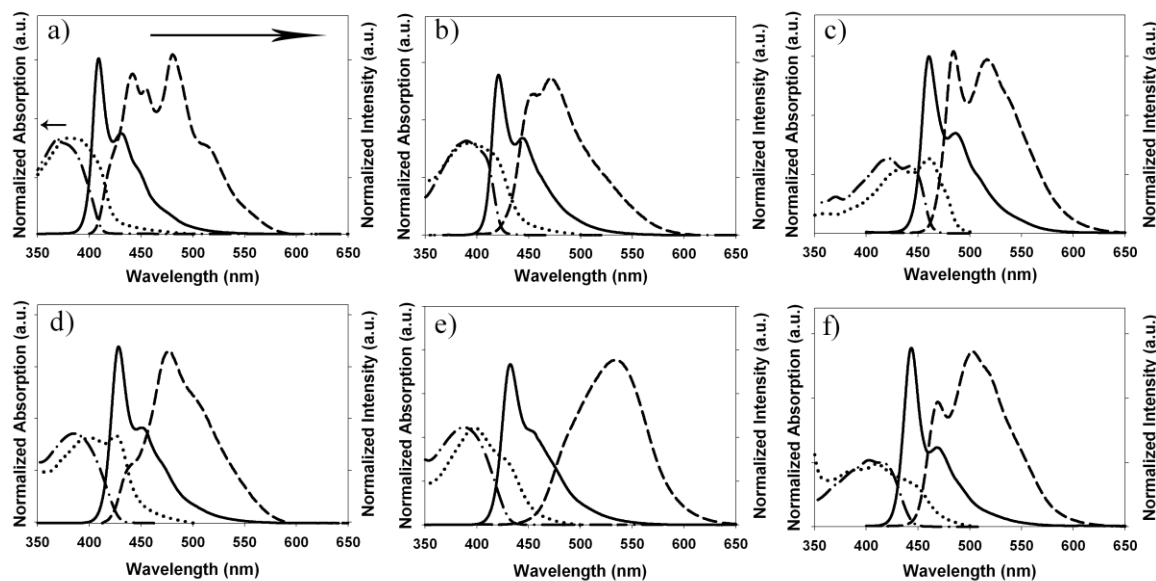 a)
Normalized Absorption (a.u.)
Normalized Intensity (a.u.)
350 400 450 500 550 600 650
Wavelength (nm)
b)
Normalized Absorption (a.u.)
Normalized Intensity (a.u.)
350 400 450 500 550 600 650
Wavelength (nm)
c)
Normalized Absorption (a.u.)
Normalized Intensity (a.u.)
350 400 450 500 550 600 650
Wavelength (nm)
d)
Normalized Absorption (a.u.)
Normalized Intensity (a.u.)
350 400 450 500 550 600 650
Wavelength (nm)
e)
Normalized Absorption (a.u.)
Normalized Intensity (a.u.)
350 400 450 500 550 600 650
Wavelength (nm)
f)
Normalized Absorption (a.u.)
Normalized Intensity (a.u.)
350 400 450 500 550 600 650
Wavelength (nm)